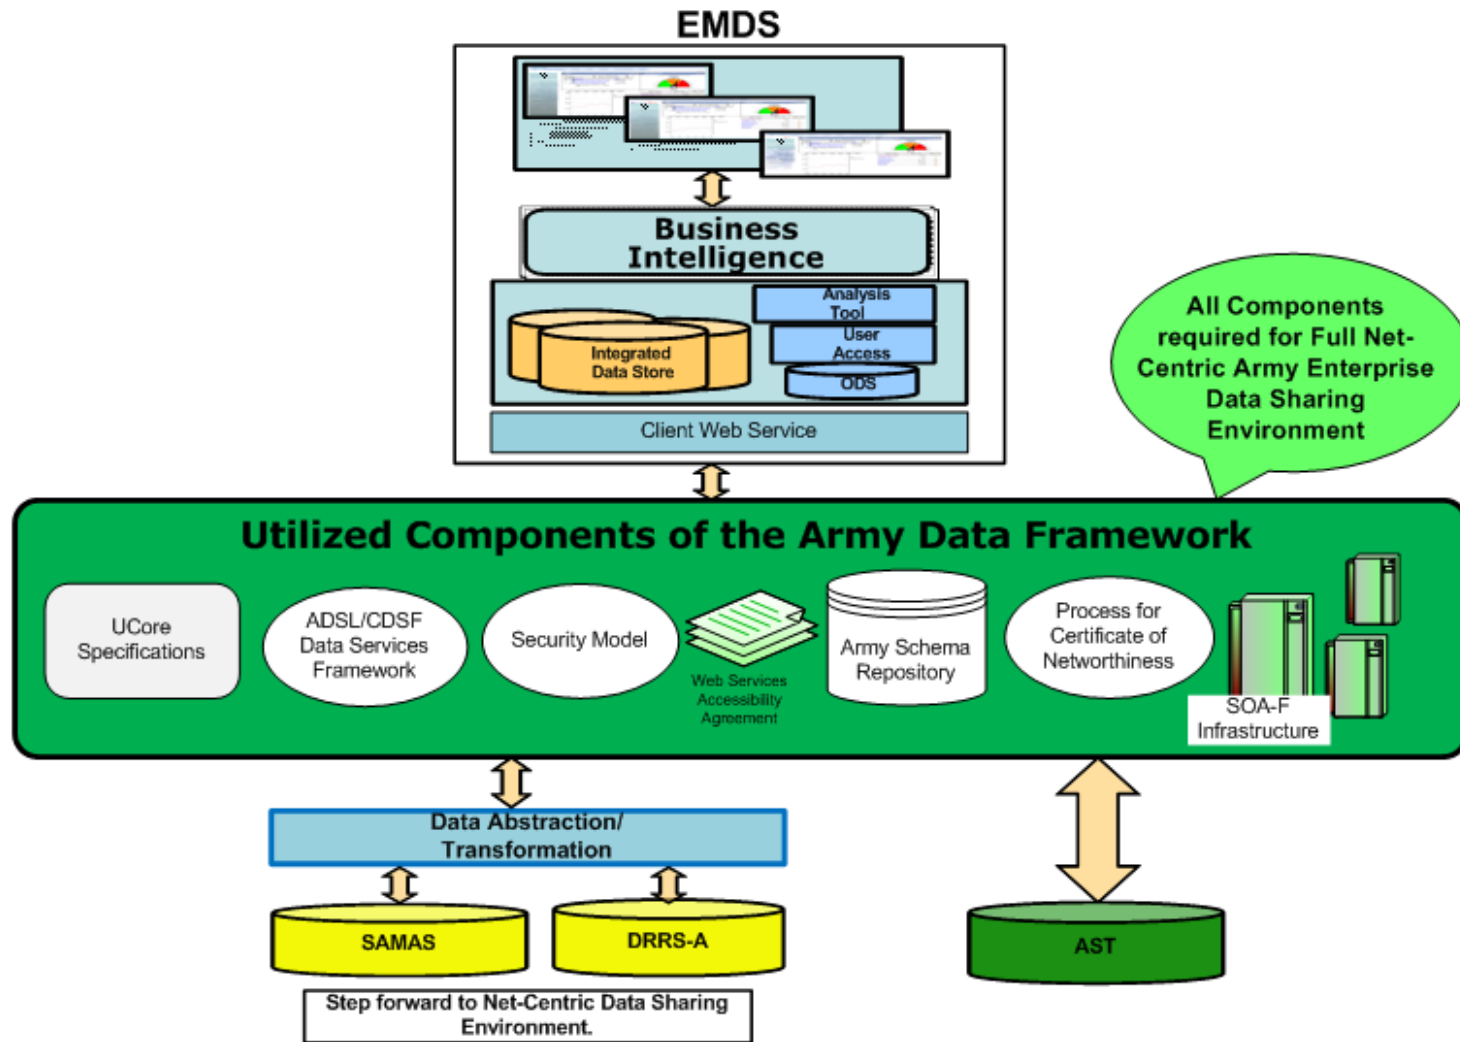 EMDS
Business
Intelligence
Analysis
Tool
User
Access
Integrated
Data Store
ODS
Client Web Service
All Components
required for Full Net-
Centric Army Enterprise
Data Sharing
Environment
Utilized Components of the Army Data Framework
UCore
Specifications
ADSL/CDSF
Data Services
Framework
Security Model
Web Services
Accessibility
Agreement
Army Schema
Repository
Process for
Certificate of
Networthiness
SOA-F
Infrastructure
Data Abstraction/
Transformation
SAMAS
DRRS-A
AST
Step forward to Net-Centric Data Sharing
Environment.